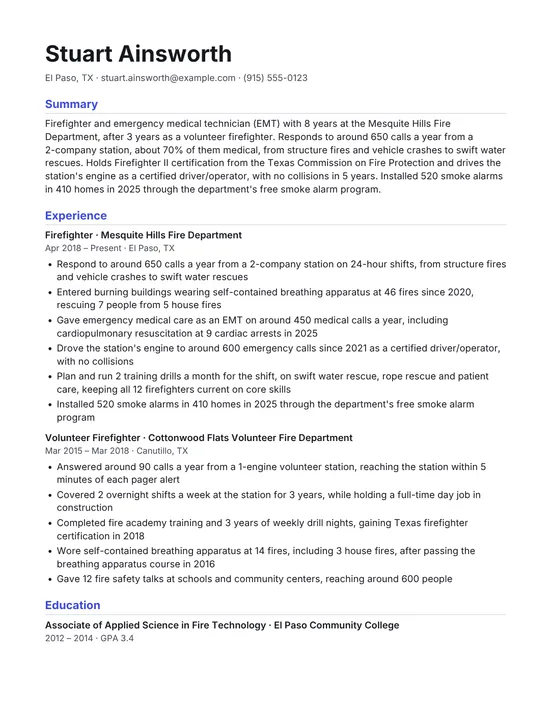 Stuart Ainsworth
El Paso, TX · stuart.ainsworth@example.com · (915) 555-0123
Summary
Firefighter and emergency medical technician (EMT) with 8 years at the Mesquite Hills Fire
Department, after 3 years as a volunteer firefighter. Responds to around 650 calls a year from a
2-company station, about 70% of them medical, from structure fires and vehicle crashes to swift water
rescues. Holds Firefighter II certification from the Texas Commission on Fire Protection and drives the
station's engine as a certified driver/operator, with no collisions in 5 years. Installed 520 smoke alarms
in 410 homes in 2025 through the department's free smoke alarm program.
Experience
Firefighter · Mesquite Hills Fire Department
Apr 2018 – Present · El Paso, TX
• Respond to around 650 calls a year from a 2-company station on 24-hour shifts, from structure fires
and vehicle crashes to swift water rescues
• Entered burning buildings wearing self-contained breathing apparatus at 46 fires since 2020,
rescuing 7 people from 5 house fires
• Gave emergency medical care as an EMT on around 450 medical calls a year, including
cardiopulmonary resuscitation at 9 cardiac arrests in 2025
• Drove the station's engine to around 600 emergency calls since 2021 as a certified driver/operator,
with no collisions
• Plan and run 2 training drills a month for the shift, on swift water rescue, rope rescue and patient
care, keeping all 12 firefighters current on core skills
• Installed 520 smoke alarms in 410 homes in 2025 through the department's free smoke alarm
program
Volunteer Firefighter · Cottonwood Flats Volunteer Fire Department
Mar 2015 – Mar 2018 · Canutillo, TX
• Answered around 90 calls a year from a 1-engine volunteer station, reaching the station within 5
minutes of each pager alert
• Covered 2 overnight shifts a week at the station for 3 years, while holding a full-time day job in
construction
• Completed fire academy training and 3 years of weekly drill nights, gaining Texas firefighter
certification in 2018
• Wore self-contained breathing apparatus at 14 fires, including 3 house fires, after passing the
breathing apparatus course in 2016
• Gave 12 fire safety talks at schools and community centers, reaching around 600 people
Education
Associate of Applied Science in Fire Technology · El Paso Community College
2012 – 2014 · GPA 3.4